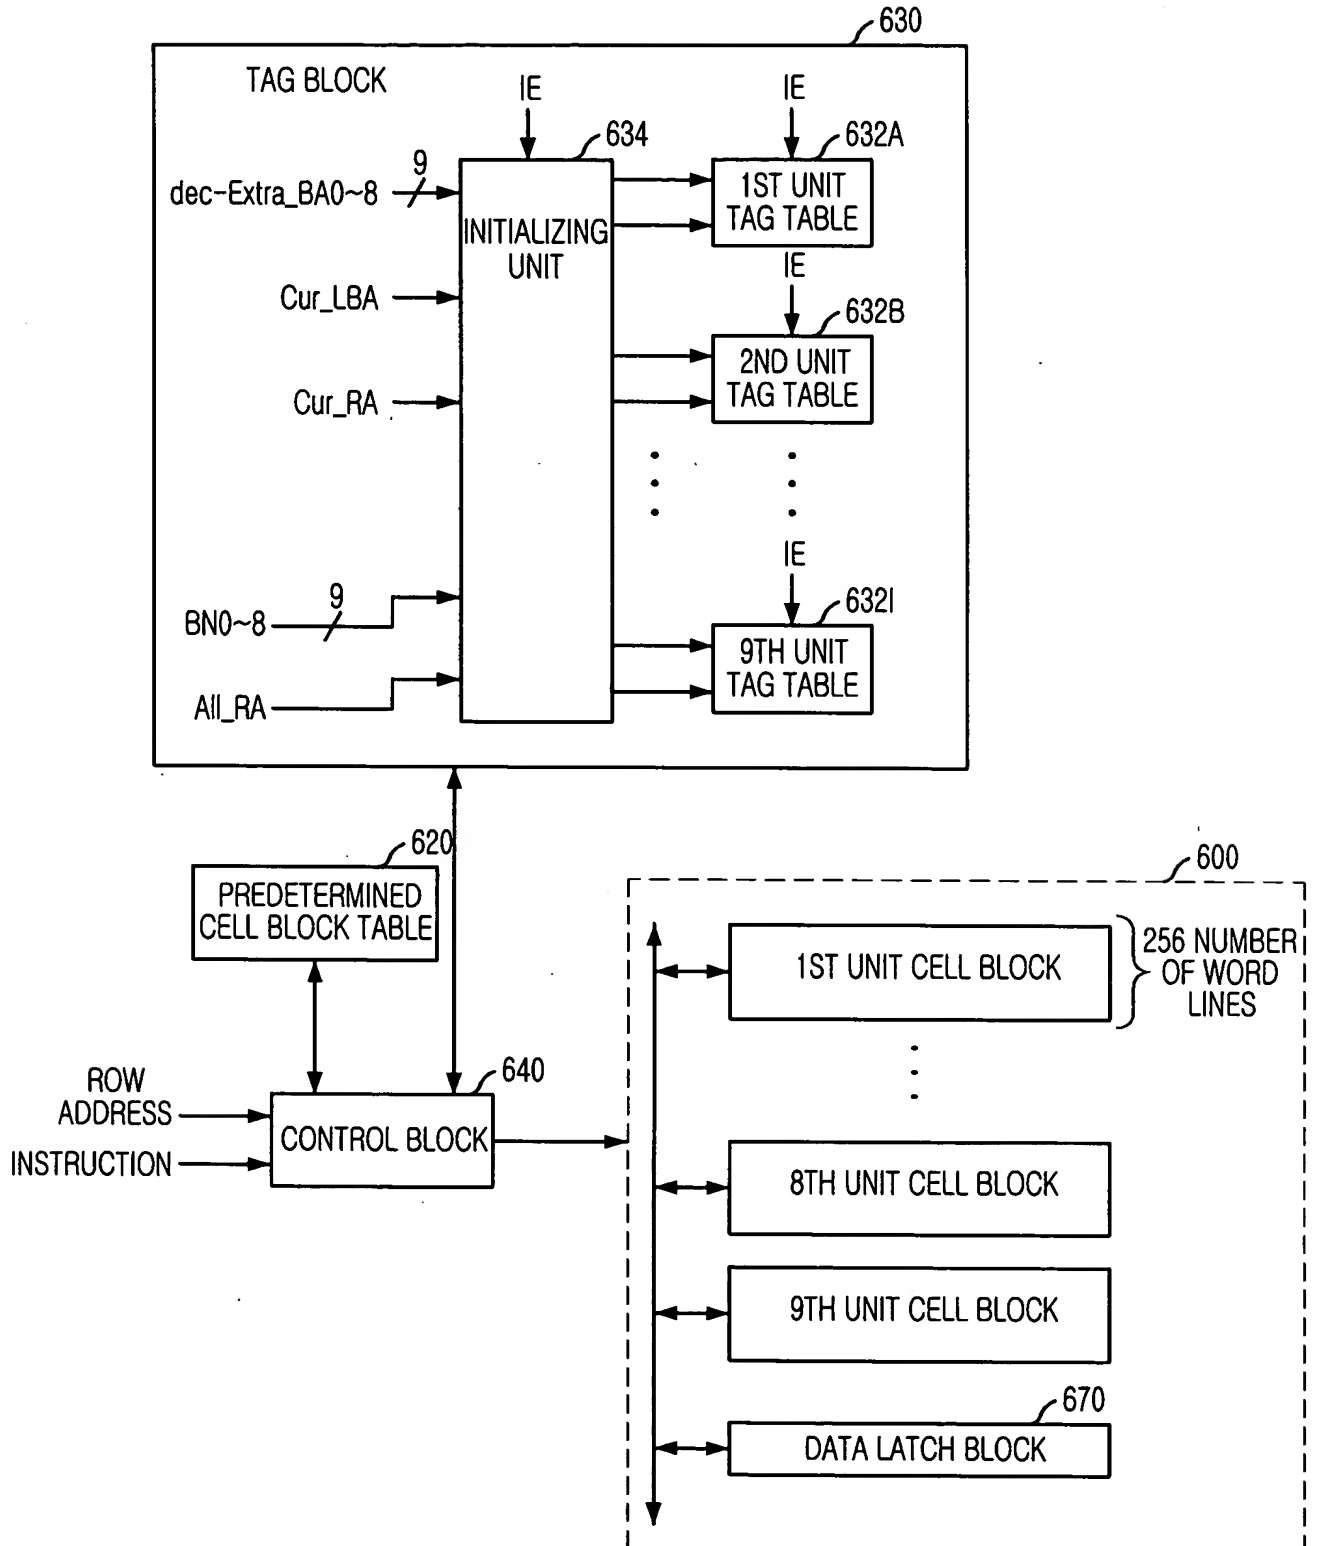 630
TAG BLOCK
IE
IE
634
632A
9
dec-Extra_BA0~8
INITIALIZING
UNIT
1ST UNIT
TAG TABLE
IE
Cur_LBA
632B
2ND UNIT
TAG TABLE
Cur_RA
IE
9
632I
BN0~8
9TH UNIT
TAG TABLE
All_RA
620
PREDETERMINED
CELL BLOCK TABLE
600
1ST UNIT CELL BLOCK
256 NUMBER
OF WORD
LINES
640
ROW
ADDRESS
INSTRUCTION
CONTROL BLOCK
8TH UNIT CELL BLOCK
9TH UNIT CELL BLOCK
670
DATA LATCH BLOCK